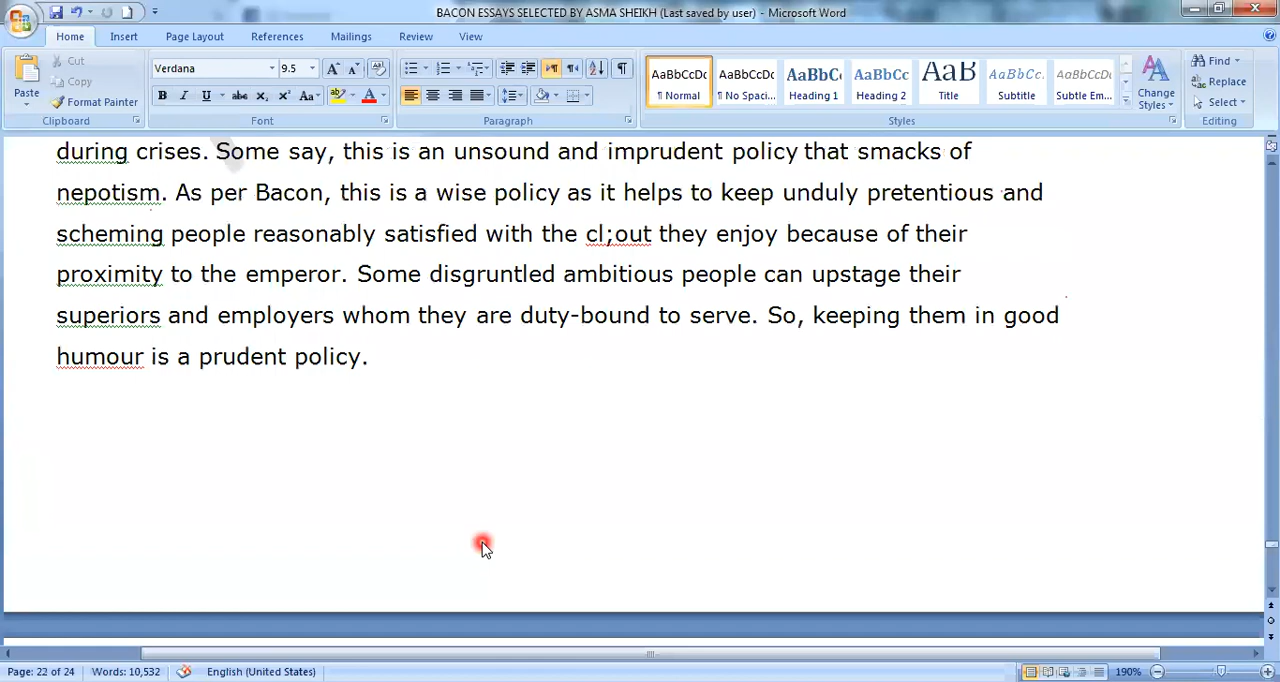 BACON ESSAYS SELECTED BY ASMA SHEIKH (Last saved by user) - Microsoft Word
Home Insert Page Layout References Mailings Review View
Cut
Copy
Format Painter
Paste
Clipboard
Verdana 9.5
B I U abc X₂ X² Aa
Font
Paragraph
AaBbCcDc AaBbCcDc AaBbC AaBbCc AaB AaBbCc AaBbCcDc
¶ Normal ¶ No Spaci... Heading 1 Heading 2 Title Subtitle Subtle Em...
Change
Styles
Styles
Find
Replace
Select
Editing
during crises. Some say, this is an unsound and imprudent policy that smacks of
nepotism. As per Bacon, this is a wise policy as it helps to keep unduly pretentious and
scheming people reasonably satisfied with the cl;out they enjoy because of their
proximity to the emperor. Some disgruntled ambitious people can upstage their
superiors and employers whom they are duty-bound to serve. So, keeping them in good
humour is a prudent policy.
Page: 22 of 24 Words: 10,532 English (United States) 190%